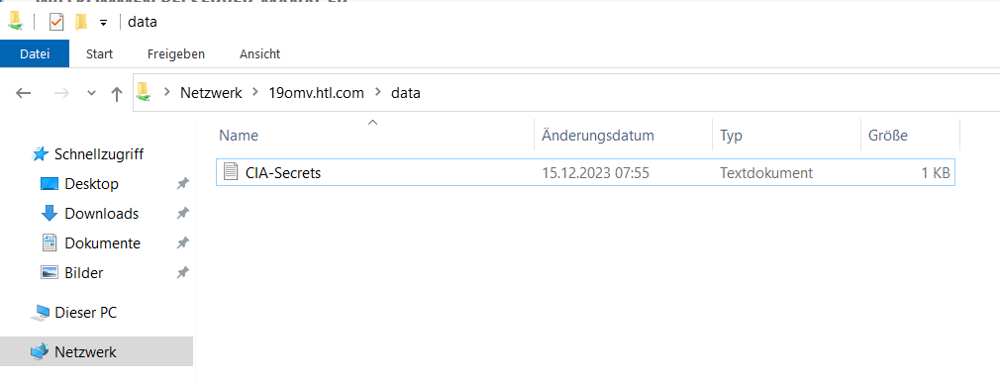 data
Datei Start Freigeben Ansicht
Netzwerk 19omv.htl.com data
Name Änderungsdatum Typ Größe
Schnellzugriff
CIA-Secrets 15.12.2023 07:55 Textdokument 1 KB
Desktop
Downloads
Dokumente
Bilder
Dieser PC
Netzwerk